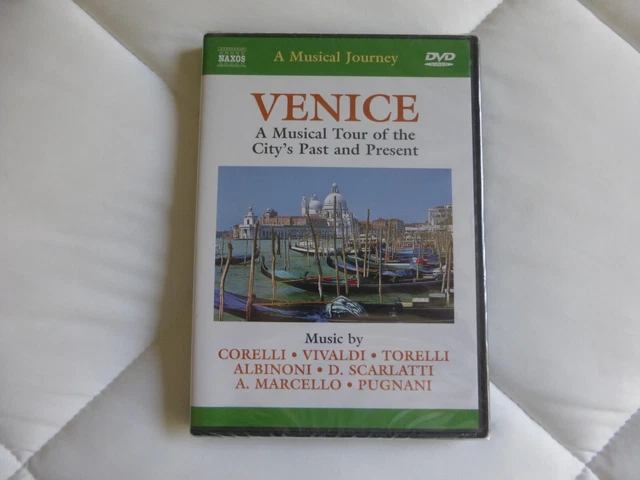 NAXOS
A Musical Journey
DVD
VENICE
A Musical Tour of the
City's Past and Present
Music by
CORELLI • VIVALDI • TORELLI
ALBINONI • D. SCARLATTI
A. MARCELLO • PUGNANI